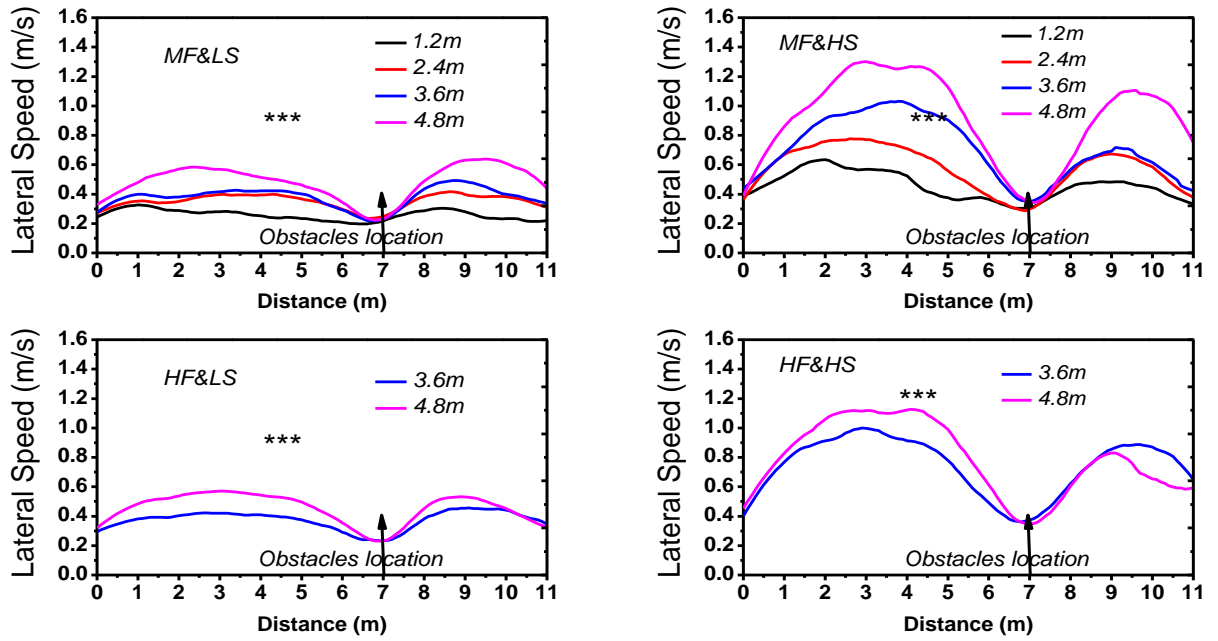 Lateral Speed (m/s)
1.6
1.4
1.2
1.0
0.8
0.6
0.4
0.2
0.0
MF&LS
1.2m
2.4m
3.6m
4.8m
***
Obstacles location
0 1 2 3 4 5 6 7 8 9 10 11
Distance (m)
Lateral Speed (m/s)
1.6
1.4
1.2
1.0
0.8
0.6
0.4
0.2
0.0
MF&HS
1.2m
2.4m
3.6m
4.8m
***
Obstacles location
0 1 2 3 4 5 6 7 8 9 10 11
Distance (m)
Lateral Speed (m/s)
1.6
1.4
1.2
1.0
0.8
0.6
0.4
0.2
0.0
HF&LS
3.6m
4.8m
***
Obstacles location
0 1 2 3 4 5 6 7 8 9 10 11
Distance (m)
Lateral Speed (m/s)
1.6
1.4
1.2
1.0
0.8
0.6
0.4
0.2
0.0
HF&HS
3.6m
4.8m
***
Obstacles location
0 1 2 3 4 5 6 7 8 9 10 11
Distance (m)